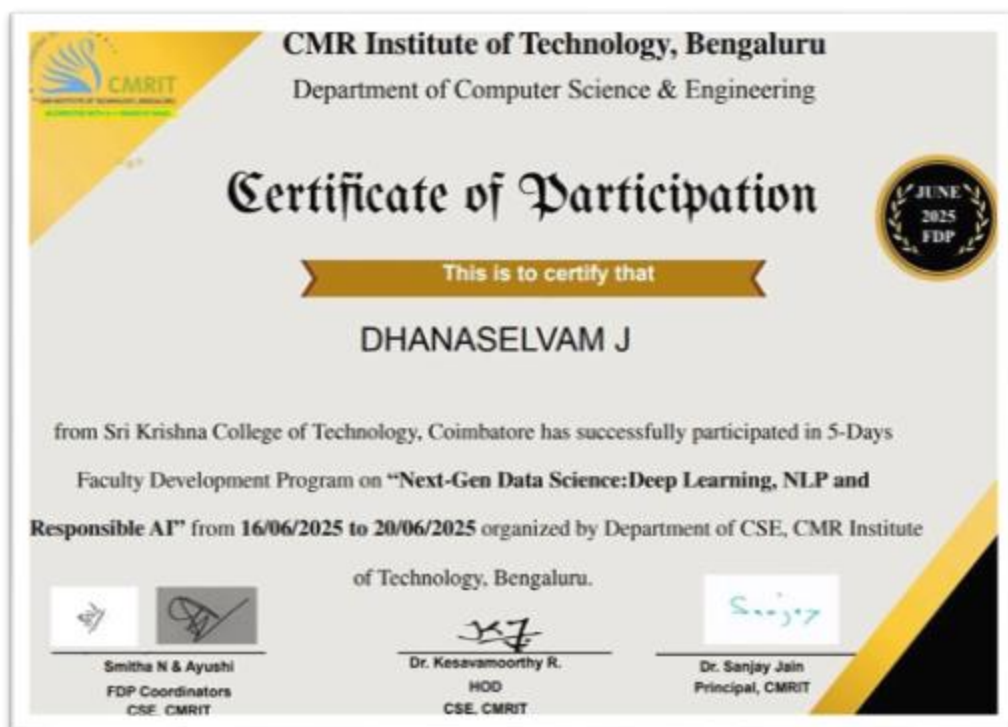 CMR Institute of Technology, Bengaluru
Department of Computer Science & Engineering
CMRIT
Certificate of Participation
JUNE
2025
FDP
This is to certify that
DHANASELVAM J
from Sri Krishna College of Technology, Coimbatore has successfully participated in 5-Days
Faculty Development Program on “Next-Gen Data Science:Deep Learning, NLP and
Responsible AI” from 16/06/2025 to 20/06/2025 organized by Department of CSE, CMR Institute
of Technology, Bengaluru.
Sanjay
Smitha N & Ayushi
FDP Coordinators
CSE, CMRIT
Dr. Kesavamoorthy R.
HOD
CSE, CMRIT
Dr. Sanjay Jain
Principal, CMRIT